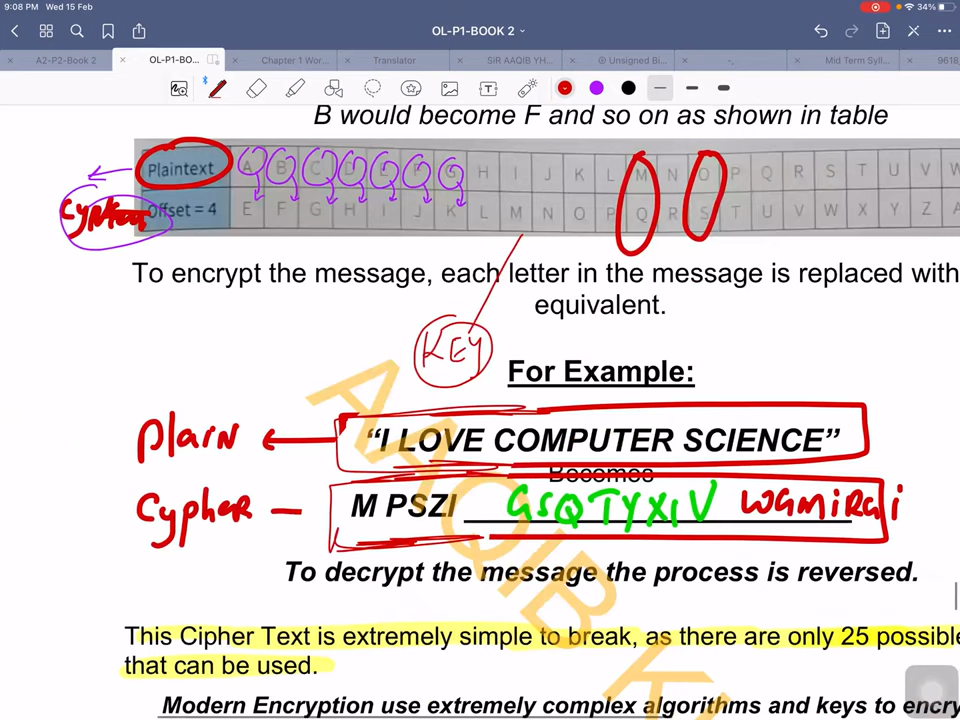 9:08 PM Wed 15 Feb
34%
OL-P1-BOOK 2
A2-P2-Book 2
OL-P1-BO...
Chapter 1 Wor...
Translator
SiR AAQIB YH...
Unsigned Bi...
Mid Term Syll...
9618
B would become F and so on as shown in table
Plaintext A B C D E F G H I J K L M N O P Q R S T U V W
Offset = 4 E F G H I J K L M N O P Q R S T U V W X Y Z A
To encrypt the message, each letter in the message is replaced with
equivalent.
KEY
For Example:
Plain "I LOVE COMPUTER SCIENCE"
Becomes
Cypher M PSZI GSQTYXIV WGMIRGI
To decrypt the message the process is reversed.
This Cipher Text is extremely simple to break, as there are only 25 possible
that can be used.
Modern Encryption use extremely complex algorithms and keys to encry
AAQIB K